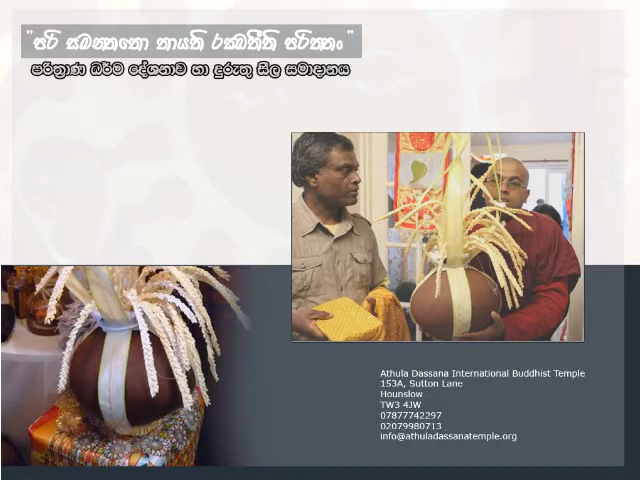 "පරි සමන්තතො තායති රක්ඛතීති පරිත්තං"
පරිත්‍රාණ ධර්ම දේශනාව හා දුරුතු සීල සමාදානය
Athula Dassana International Buddhist Temple
153A, Sutton Lane
Hounslow
TW3 4JW
07877742297
02079980713
info@athuladassanatemple.org